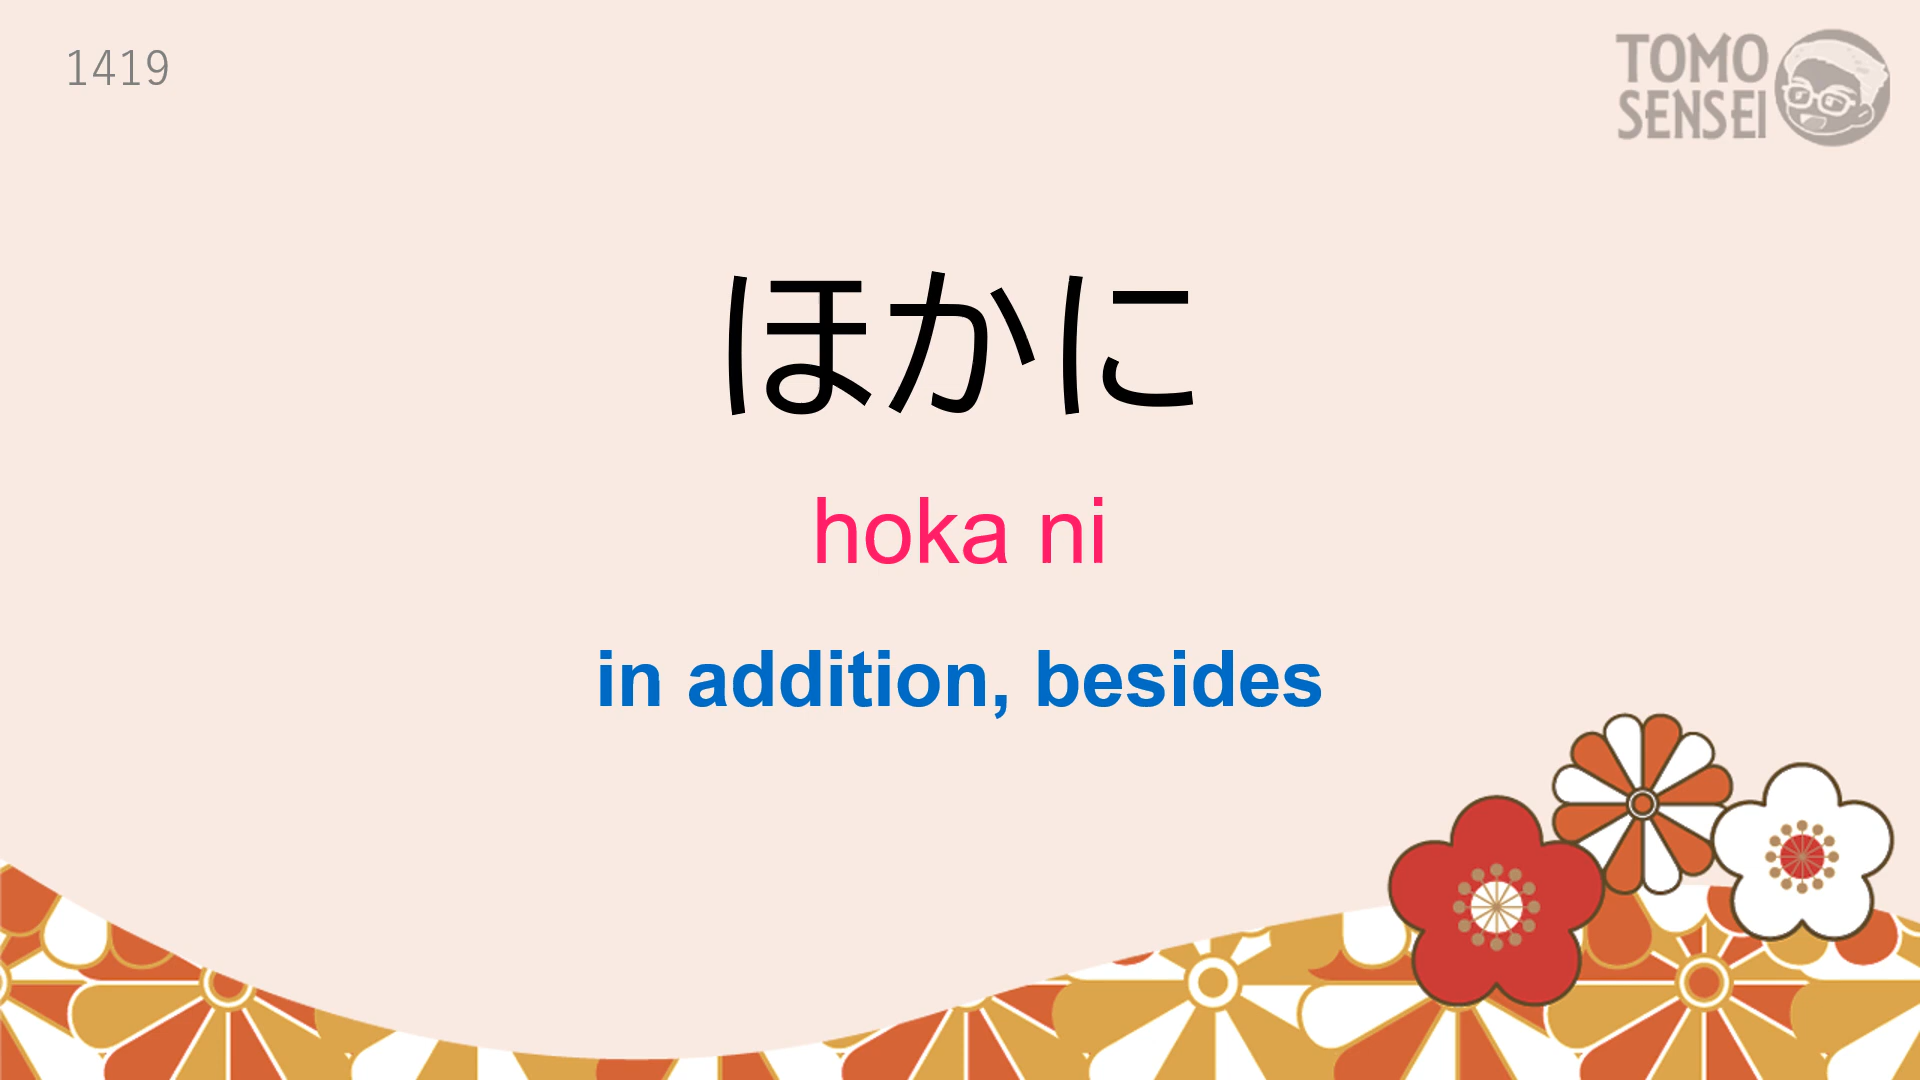 1419
TOMO
SENSEI
ほかに
hoka ni
in addition, besides